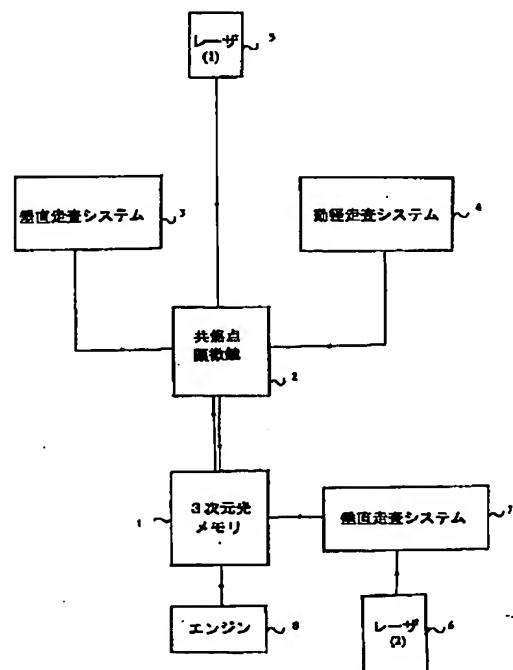 レーザ
(1)
5
垂直走査システム
3
動径走査システム
4
共焦点
顕微鏡
2
1
3次元光
メモリ
垂直走査システム
7
エンジン
8
レーザ
(2)
6